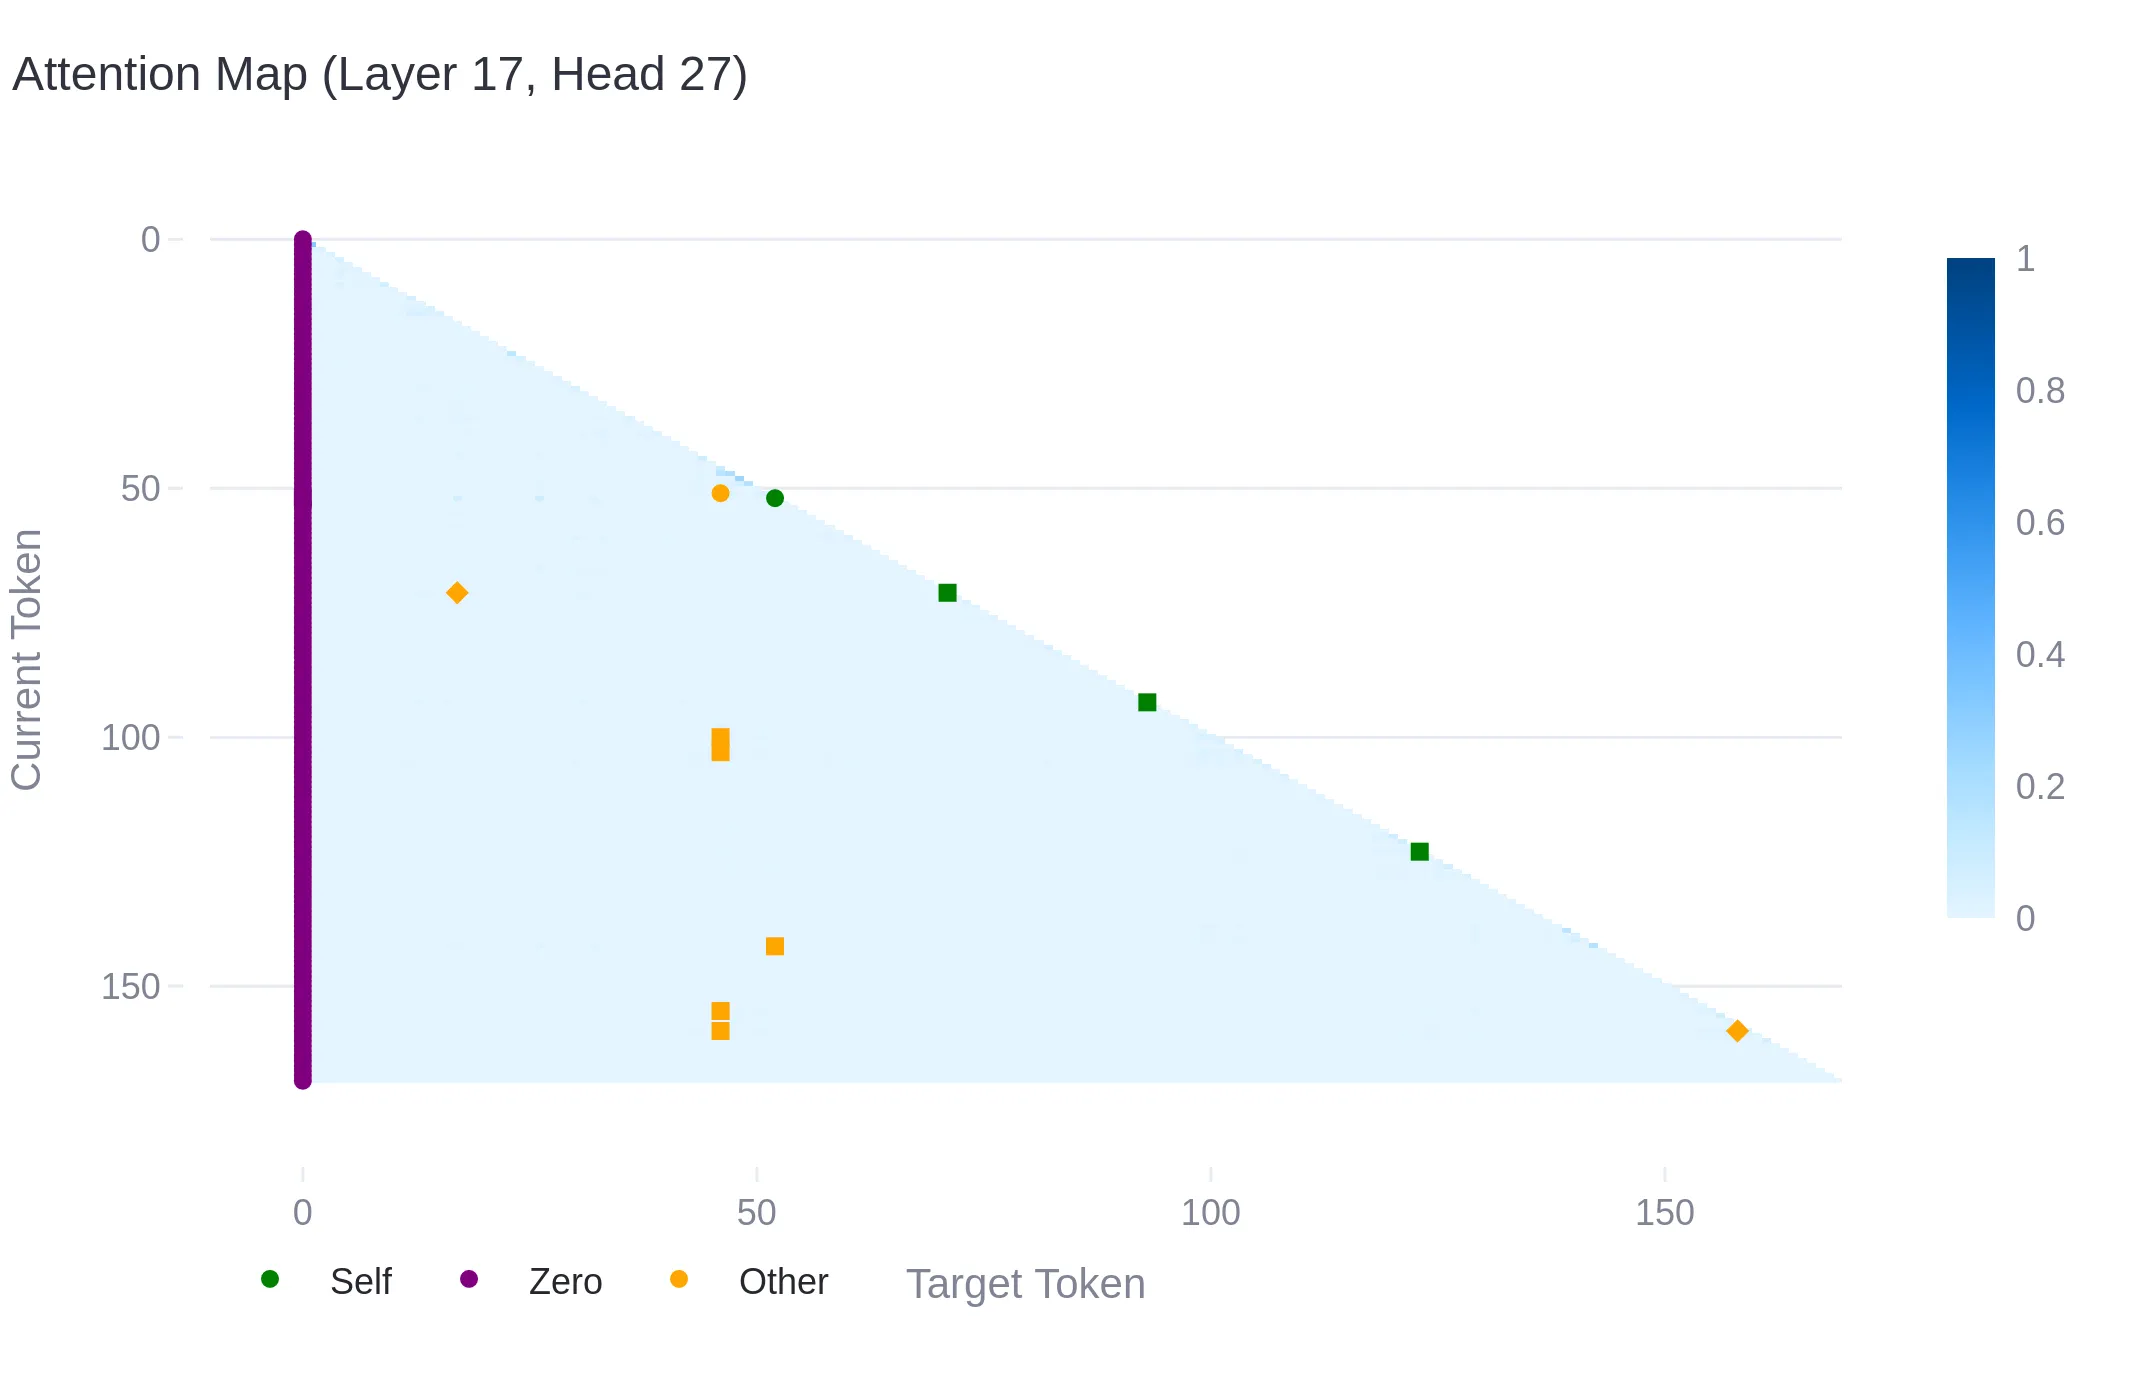 Attention Map (Layer 17, Head 27)
0
50
100
150
Current Token
1
0.8
0.6
0.4
0.2
0
0 50 100 150
Self Zero Other Target Token